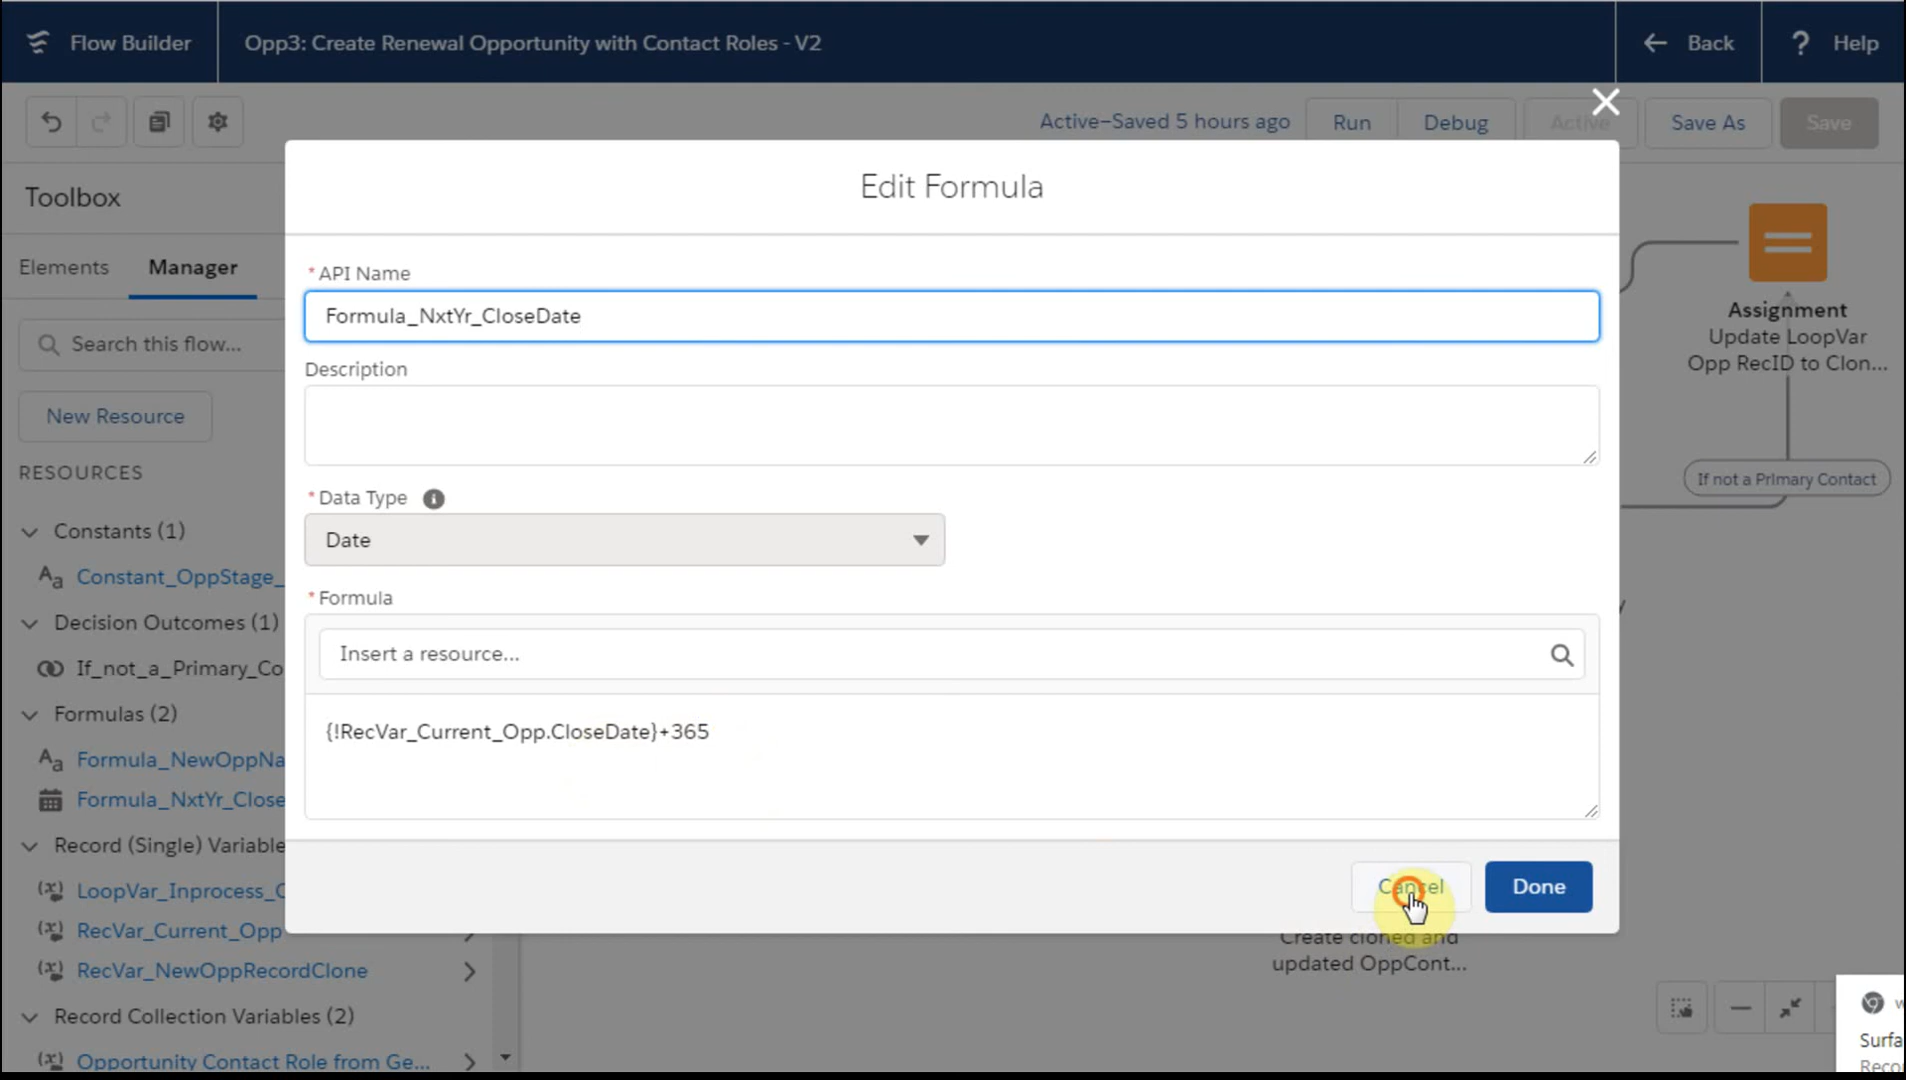 Flow Builder
Opp3: Create Renewal Opportunity with Contact Roles - V2
Back
? Help
Active–Saved 5 hours ago
Run
Debug
Active
Save As
Save
Toolbox
Elements
Manager
Search this flow...
New Resource
RESOURCES
Constants (1)
Constant_OppStage_
Decision Outcomes (1)
If_not_a_Primary_Co
Formulas (2)
Formula_NewOppNa
Formula_NxtYr_Close
Record (Single) Variable
LoopVar_Inprocess_C
RecVar_Current_Opp
RecVar_NewOppRecordClone
Record Collection Variables (2)
Opportunity Contact Role from Ge...
Edit Formula
* API Name
Formula_NxtYr_CloseDate
Description
* Data Type
Date
* Formula
Insert a resource...
{!RecVar_Current_Opp.CloseDate}+365
Cancel
Done
Assignment
Update LoopVar
Opp RecID to Clon...
If not a Primary Contact
Create cloned and
updated OppCont...
Surfa